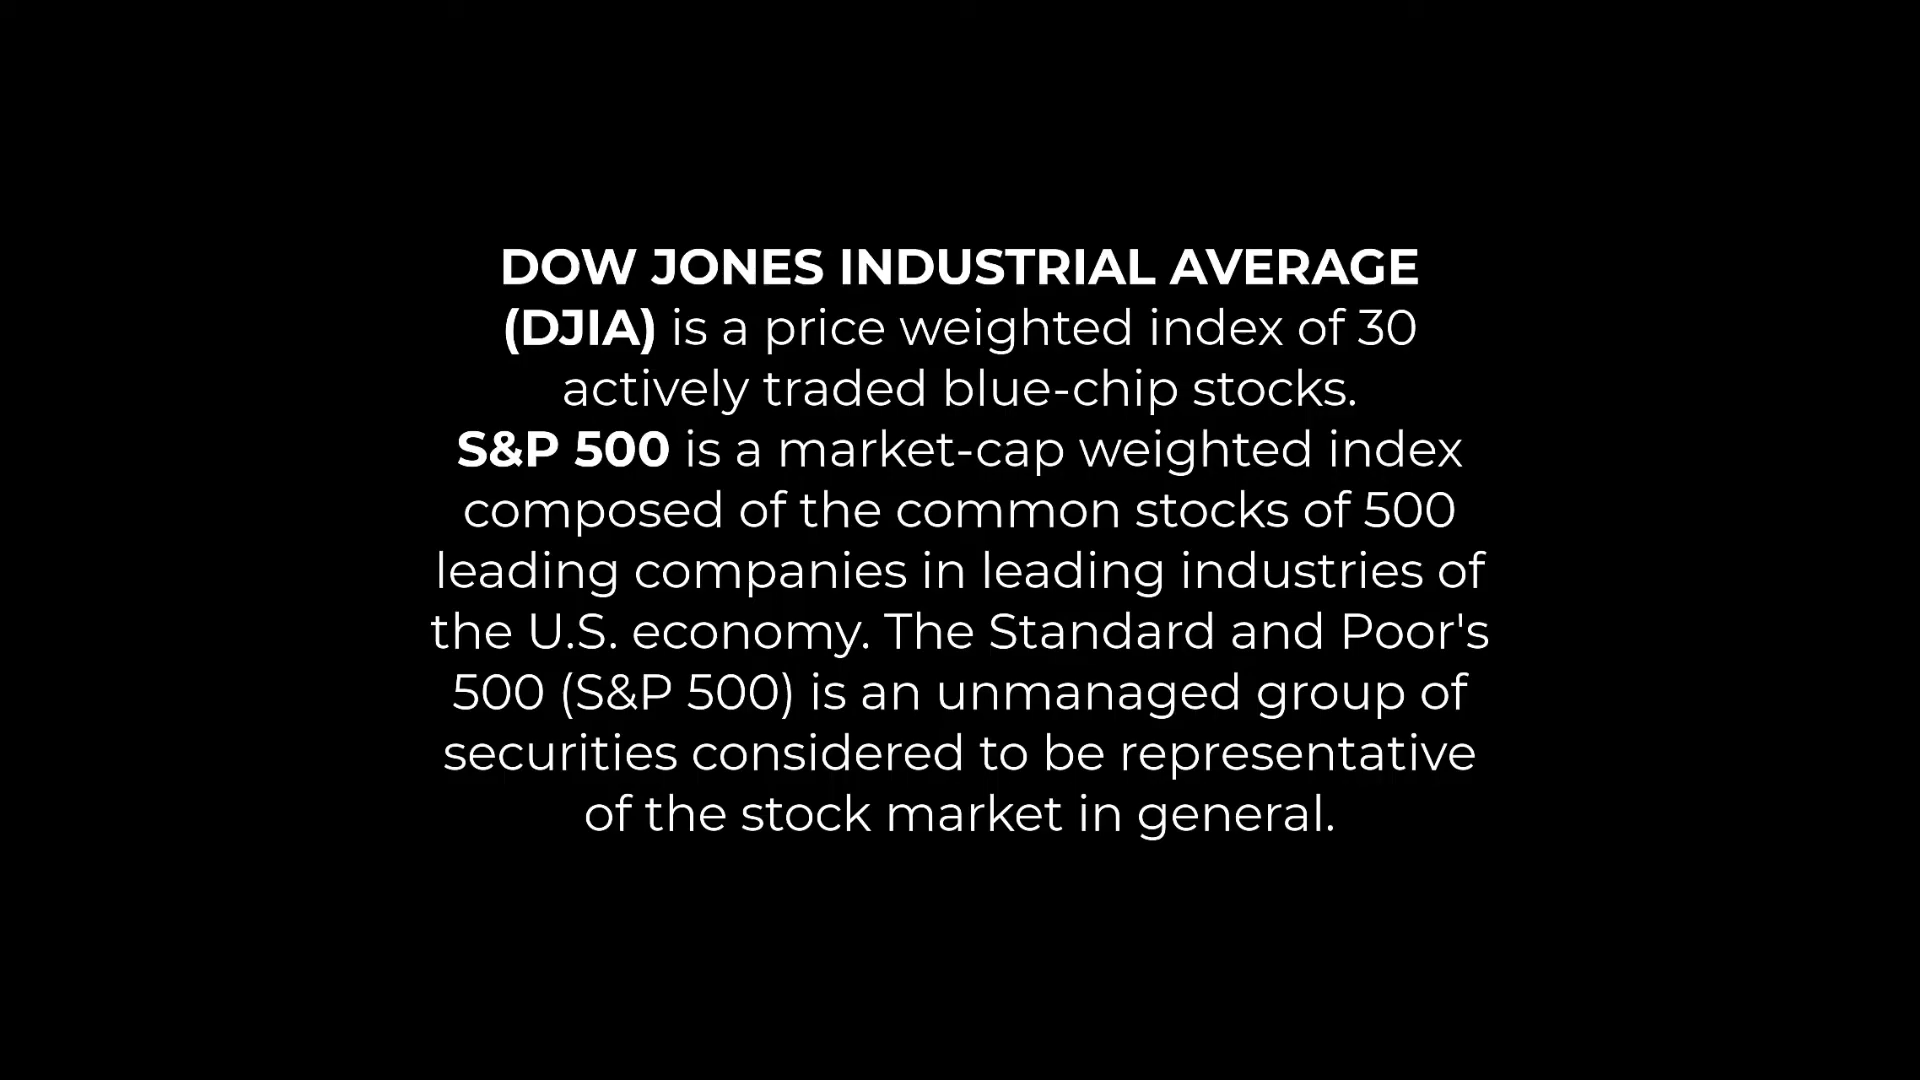 DOW JONES INDUSTRIAL AVERAGE
(DJIA) is a price weighted index of 30
actively traded blue-chip stocks.
S&P 500 is a market-cap weighted index
composed of the common stocks of 500
leading companies in leading industries of
the U.S. economy. The Standard and Poor's
500 (S&P 500) is an unmanaged group of
securities considered to be representative
of the stock market in general.